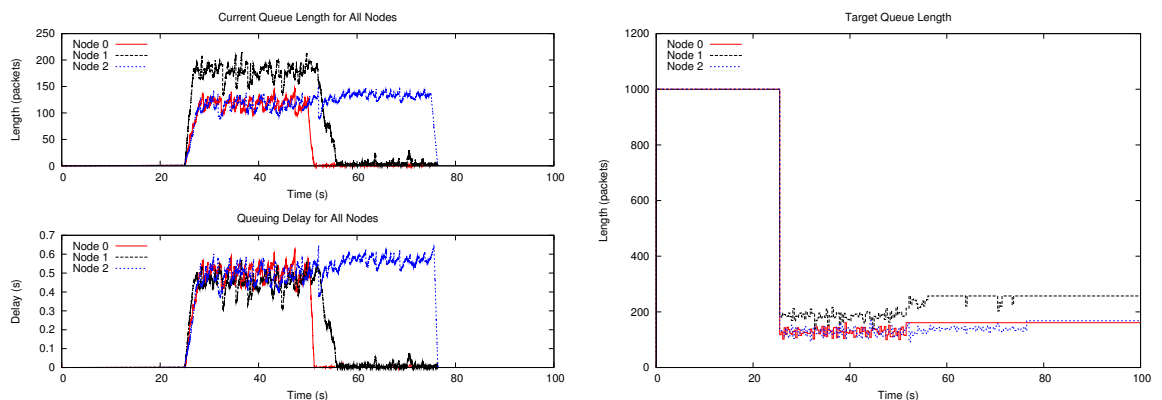 Current Queue Length for All Nodes
Length (packets)
250
200
150
100
50
0
Node 0
Node 1
Node 2
0 20 40 60 80 100
Time (s)
Queuing Delay for All Nodes
Delay (s)
0.7
0.6
0.5
0.4
0.3
0.2
0.1
0
Node 0
Node 1
Node 2
0 20 40 60 80 100
Time (s)
Target Queue Length
Length (packets)
1200
1000
800
600
400
200
0
Node 0
Node 1
Node 2
0 20 40 60 80 100
Time (s)